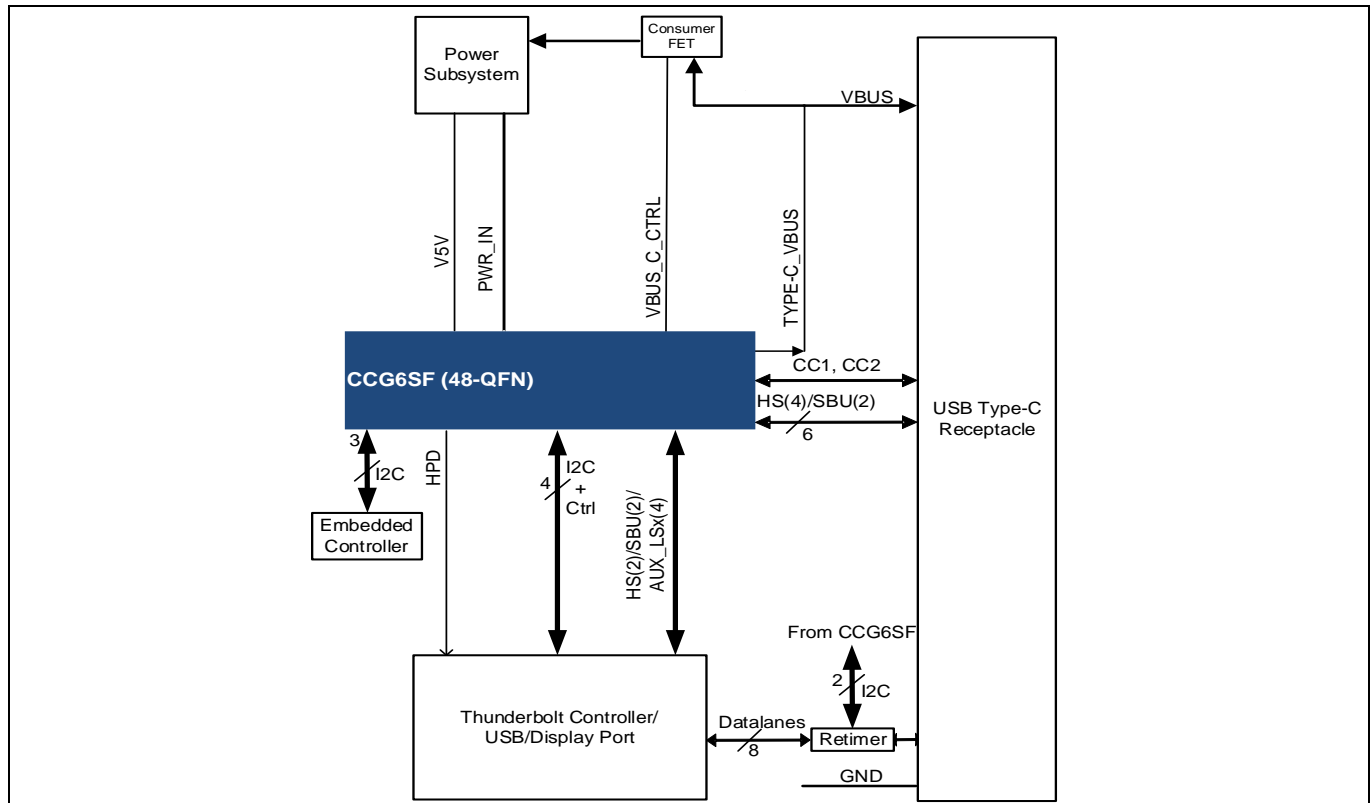 Consumer
FET
Power
Subsystem
VBUS
V5V
PWR_IN
VBUS_C_CTRL
TYPE-C_VBUS
CC1, CC2
CCG6SF (48-QFN)
HS(4)/SBU(2)
6
USB Type-C
Receptacle
3
I2C
HPD
4
I2C
+
Ctrl
HS(2)/SBU(2)/
AUX_LSx(4)
Embedded
Controller
From CCG6SF
2
I2C
Thunderbolt Controller/
USB/Display Port
Datalanes
8
Retimer
GND